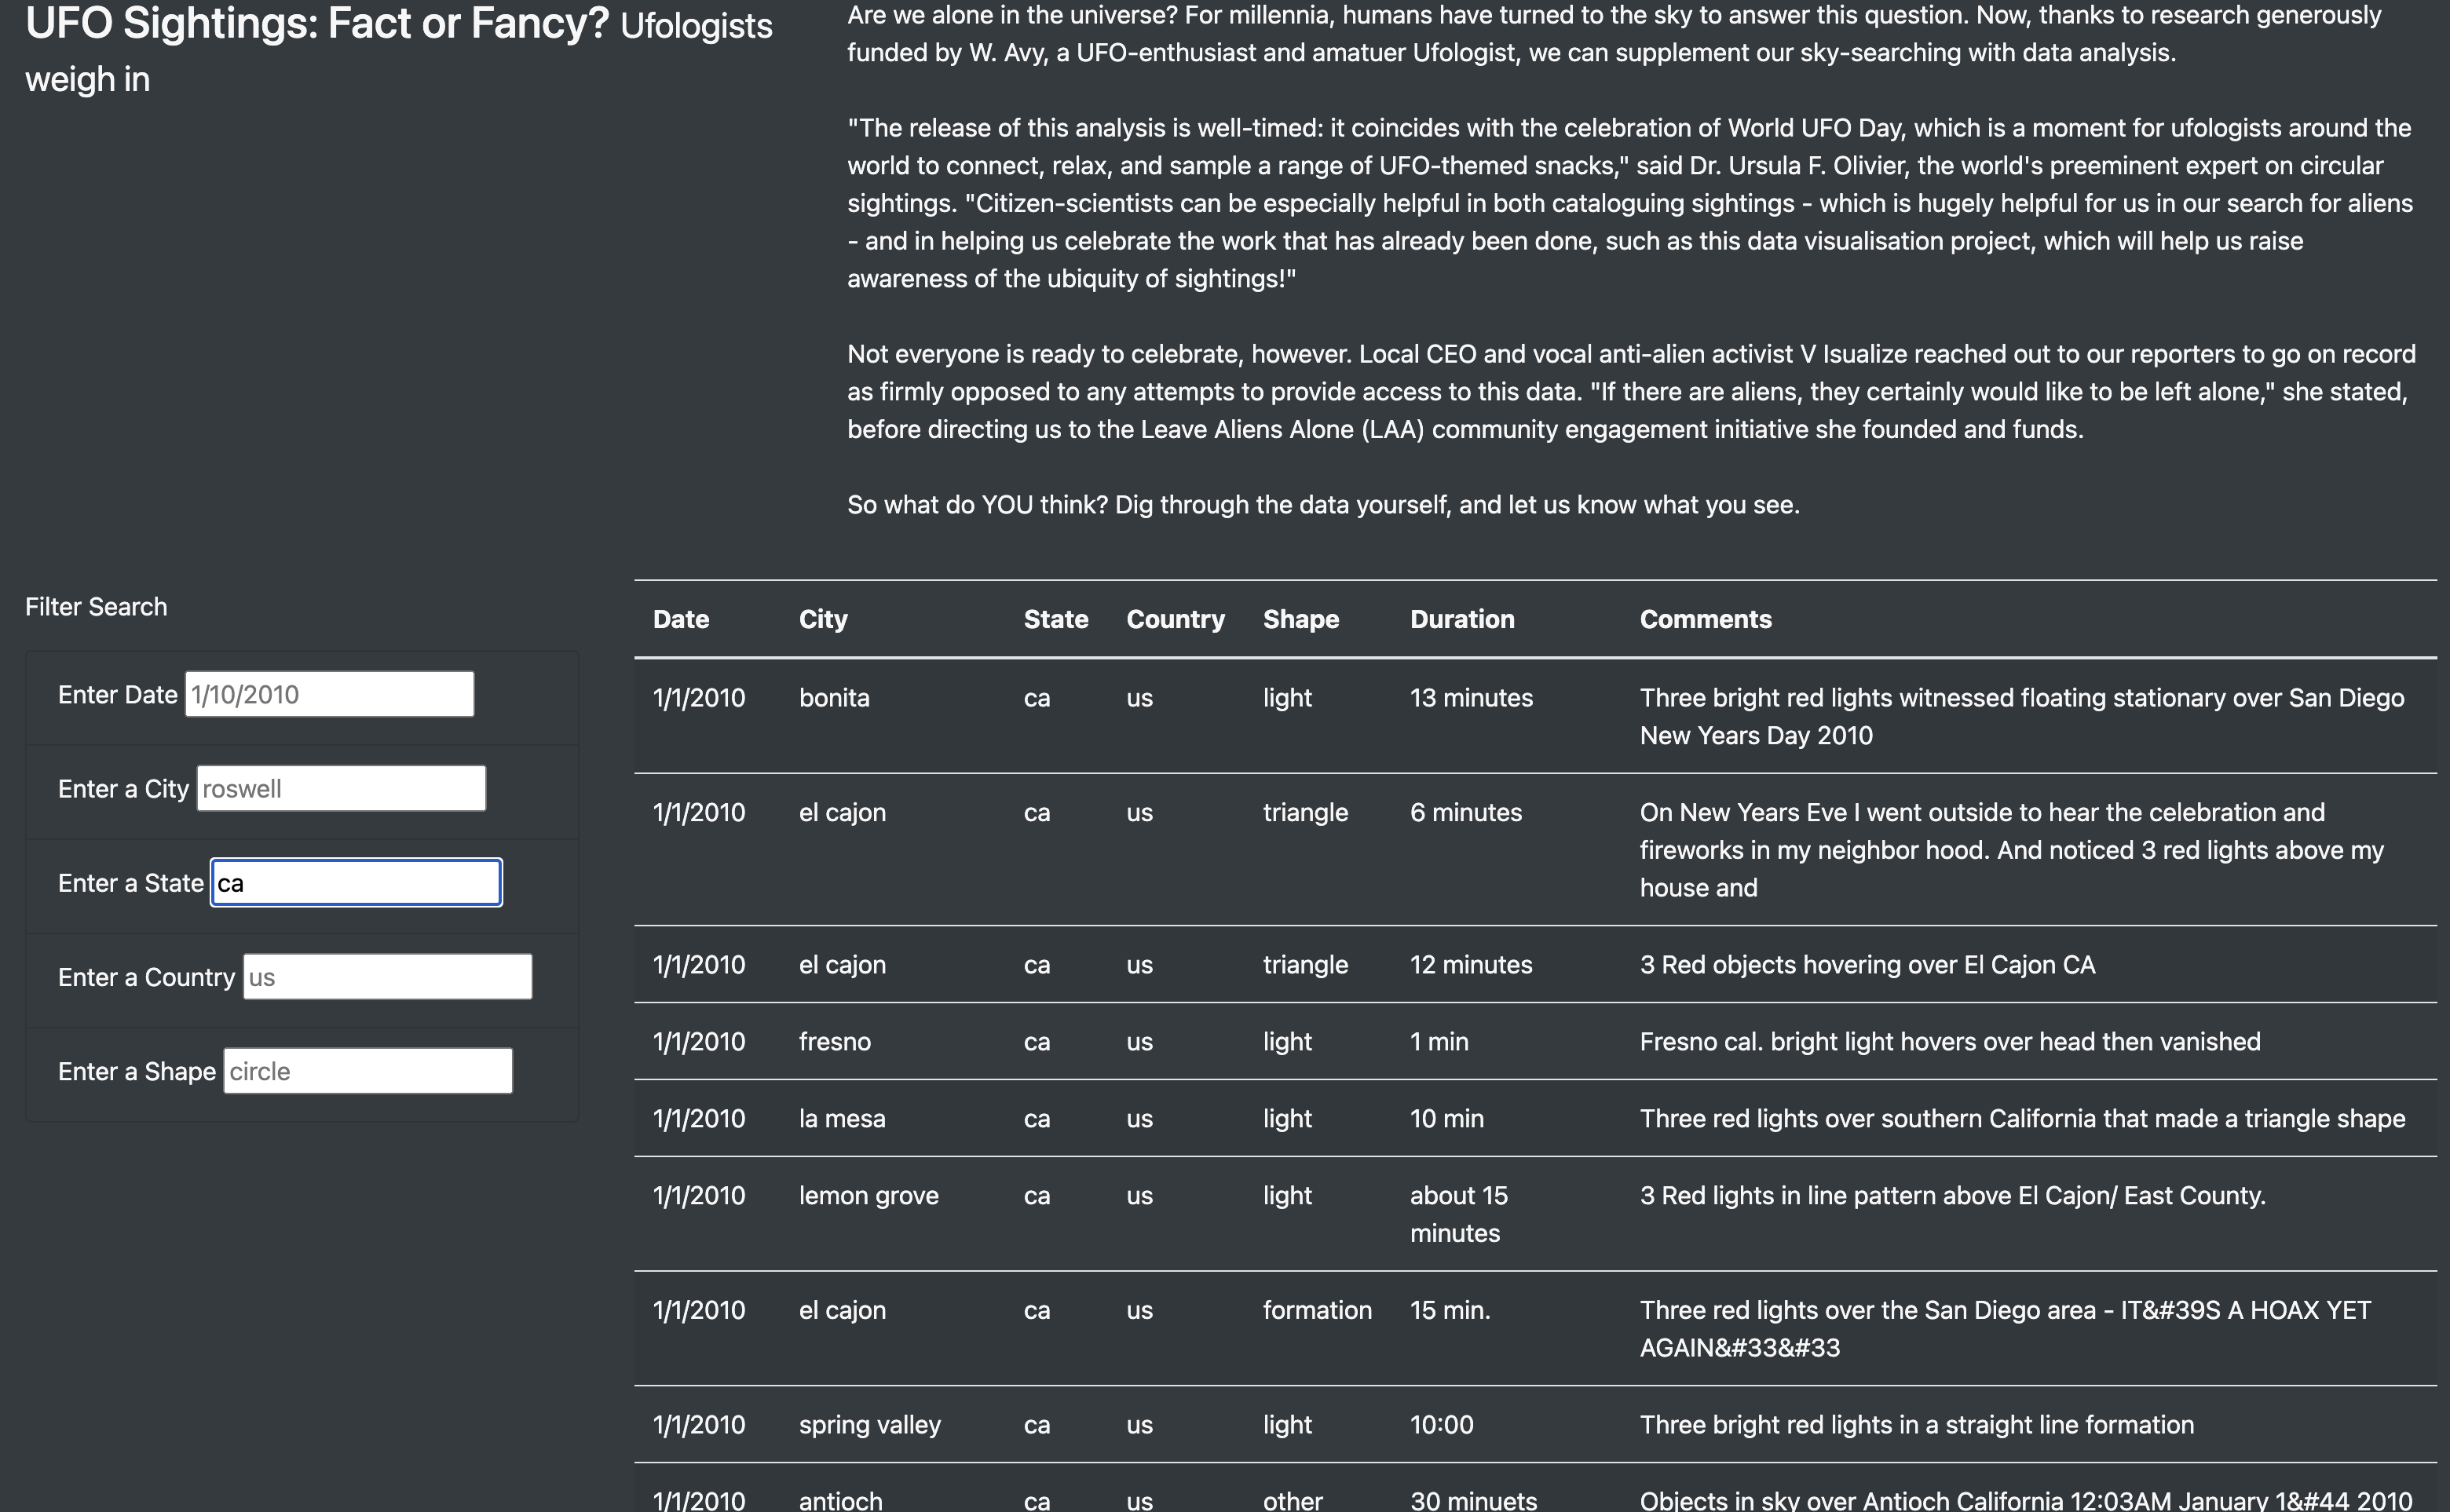 UFO Sightings: Fact or Fancy? Ufologists
weigh in
Are we alone in the universe? For millennia, humans have turned to the sky to answer this question. Now, thanks to research generously
funded by W. Avy, a UFO-enthusiast and amatuer Ufologist, we can supplement our sky-searching with data analysis.
"The release of this analysis is well-timed: it coincides with the celebration of World UFO Day, which is a moment for ufologists around the
world to connect, relax, and sample a range of UFO-themed snacks," said Dr. Ursula F. Olivier, the world's preeminent expert on circular
sightings. "Citizen-scientists can be especially helpful in both cataloguing sightings - which is hugely helpful for us in our search for aliens
- and in helping us celebrate the work that has already been done, such as this data visualisation project, which will help us raise
awareness of the ubiquity of sightings!"
Not everyone is ready to celebrate, however. Local CEO and vocal anti-alien activist V Isualize reached out to our reporters to go on record
as firmly opposed to any attempts to provide access to this data. "If there are aliens, they certainly would like to be left alone," she stated,
before directing us to the Leave Aliens Alone (LAA) community engagement initiative she founded and funds.
So what do YOU think? Dig through the data yourself, and let us know what you see.
Filter Search
Enter Date 1/10/2010
Enter a City roswell
Enter a State ca
Enter a Country us
Enter a Shape circle
Date City State Country Shape Duration Comments
1/1/2010 bonita ca us light 13 minutes Three bright red lights witnessed floating stationary over San Diego
New Years Day 2010
1/1/2010 el cajon ca us triangle 6 minutes On New Years Eve I went outside to hear the celebration and
fireworks in my neighbor hood. And noticed 3 red lights above my
house and
1/1/2010 el cajon ca us triangle 12 minutes 3 Red objects hovering over El Cajon CA
1/1/2010 fresno ca us light 1 min Fresno cal. bright light hovers over head then vanished
1/1/2010 la mesa ca us light 10 min Three red lights over southern California that made a triangle shape
1/1/2010 lemon grove ca us light about 15 3 Red lights in line pattern above El Cajon/ East County.
minutes
1/1/2010 el cajon ca us formation 15 min. Three red lights over the San Diego area - IT&#39S A HOAX YET
AGAIN&#33&#33
1/1/2010 spring valley ca us light 10:00 Three bright red lights in a straight line formation
1/1/2010 antioch ca us other 30 minuets Objects in sky over Antioch California 12:03AM January 1&#44 2010